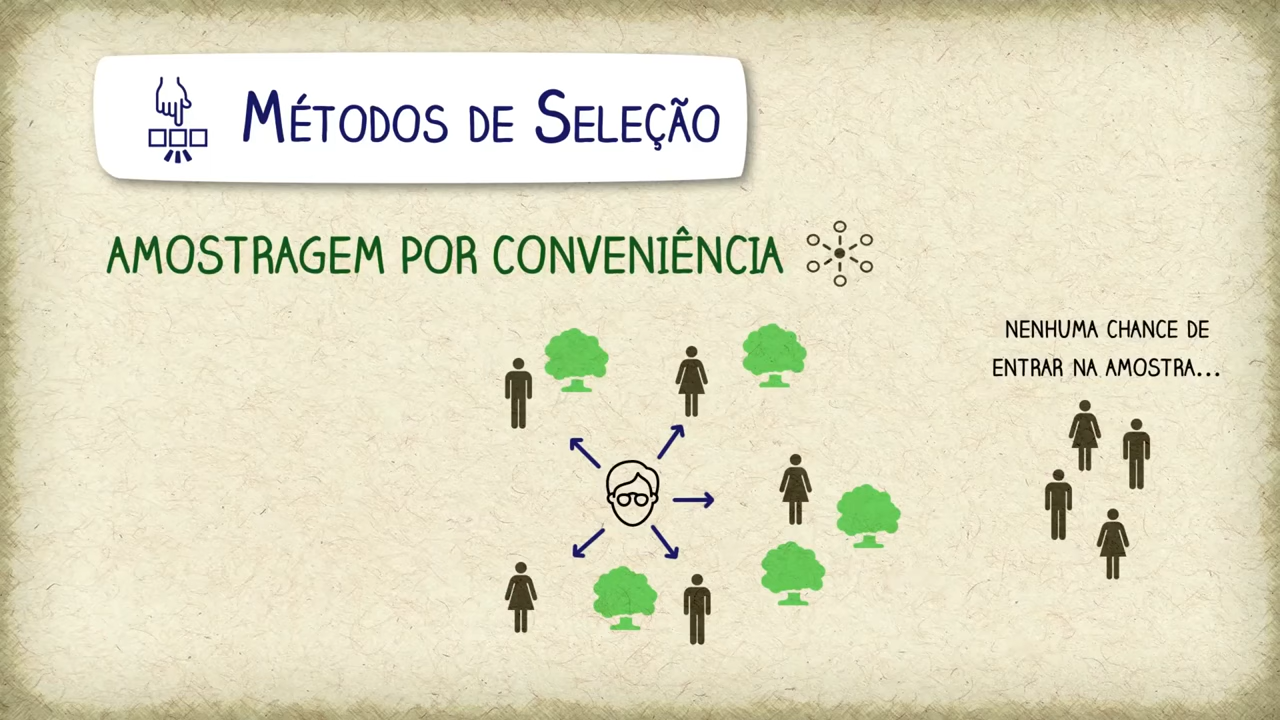 MÉTODOS DE SELEÇÃO
AMOSTRAGEM POR CONVENIÊNCIA
NENHUMA CHANCE DE
ENTRAR NA AMOSTRA...